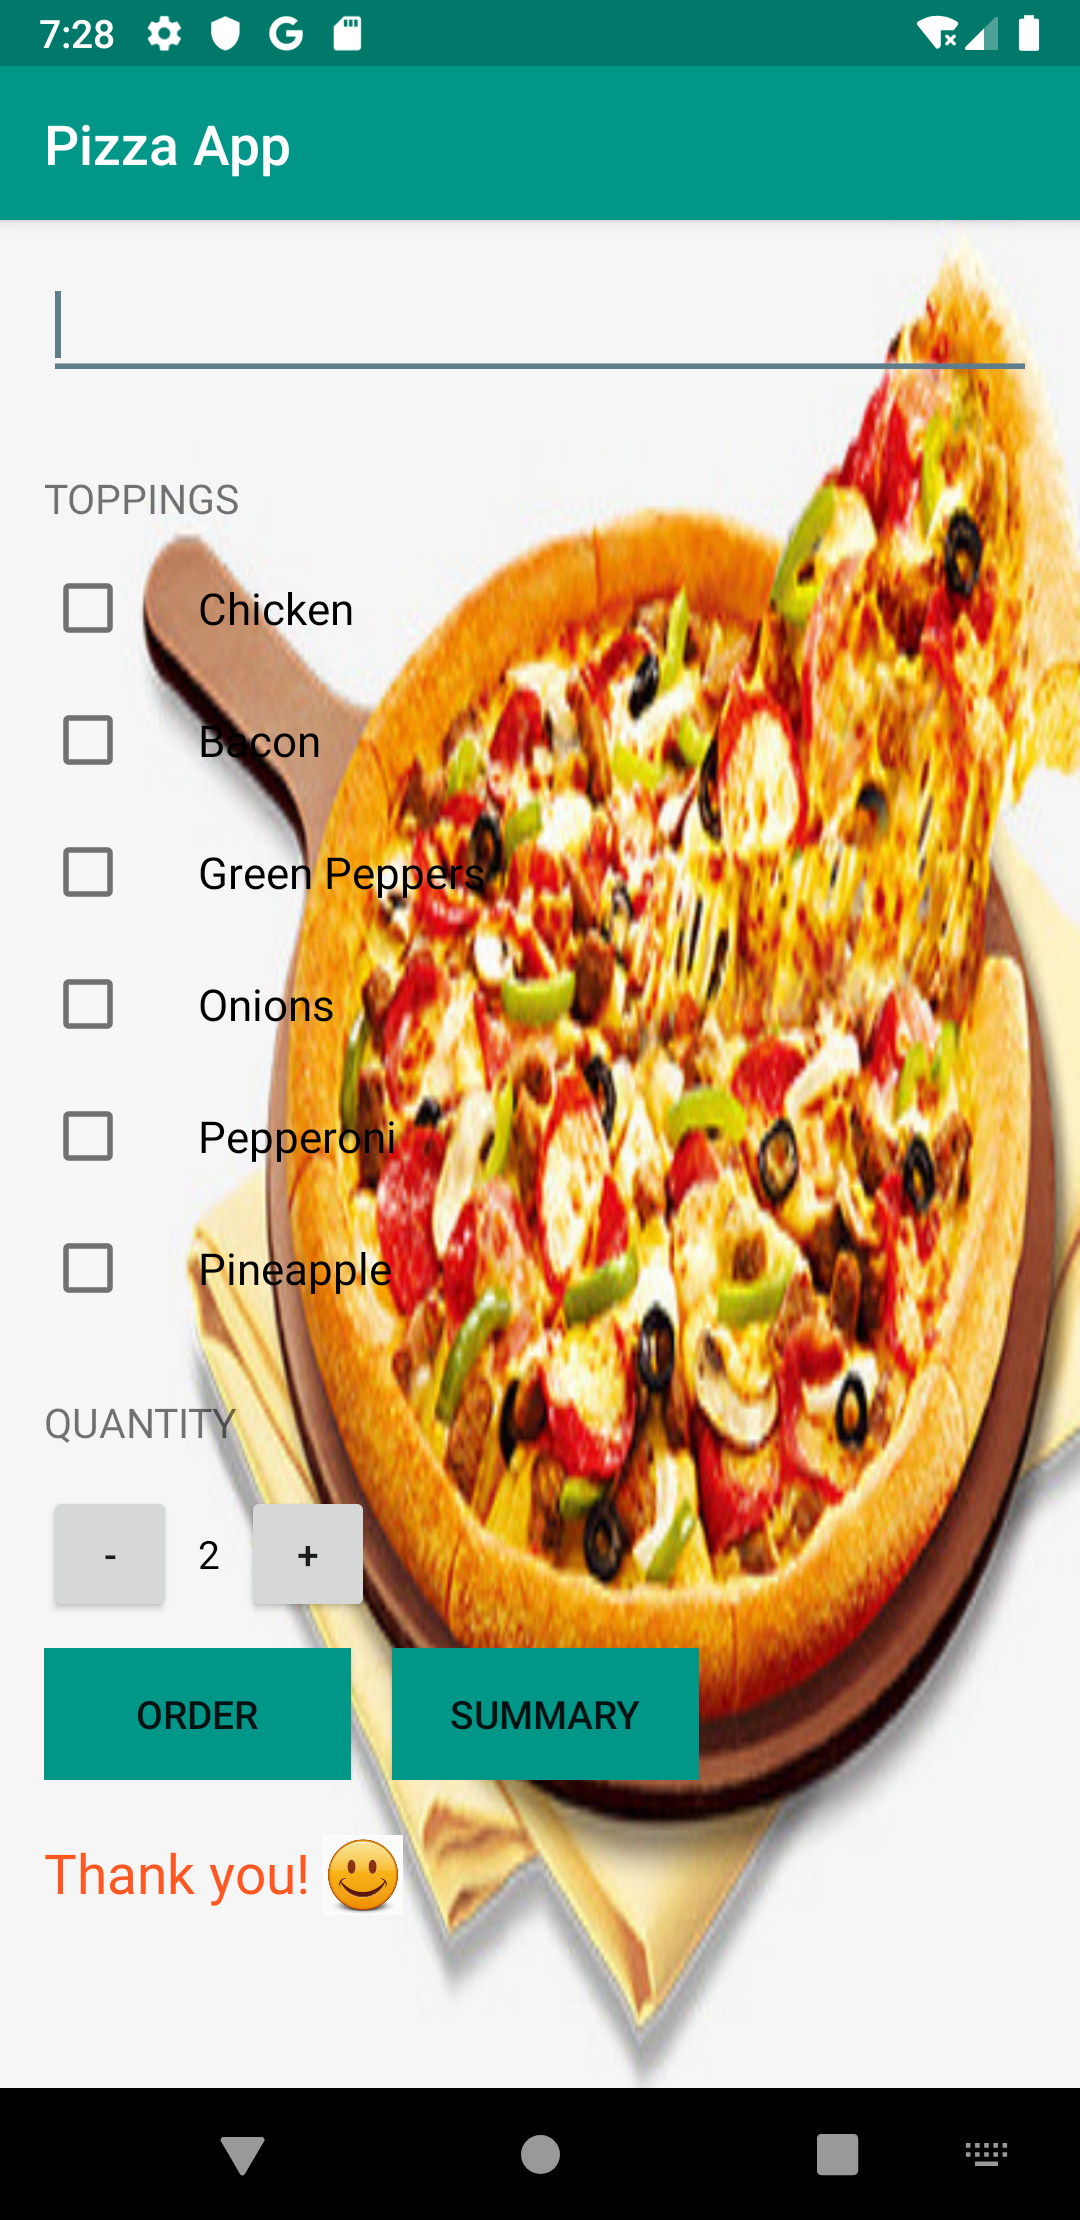 7:28
Pizza App
TOPPINGS
Chicken
Bacon
Green Peppers
Onions
Pepperoni
Pineapple
QUANTITY
- 2 +
ORDER SUMMARY
Thank you!